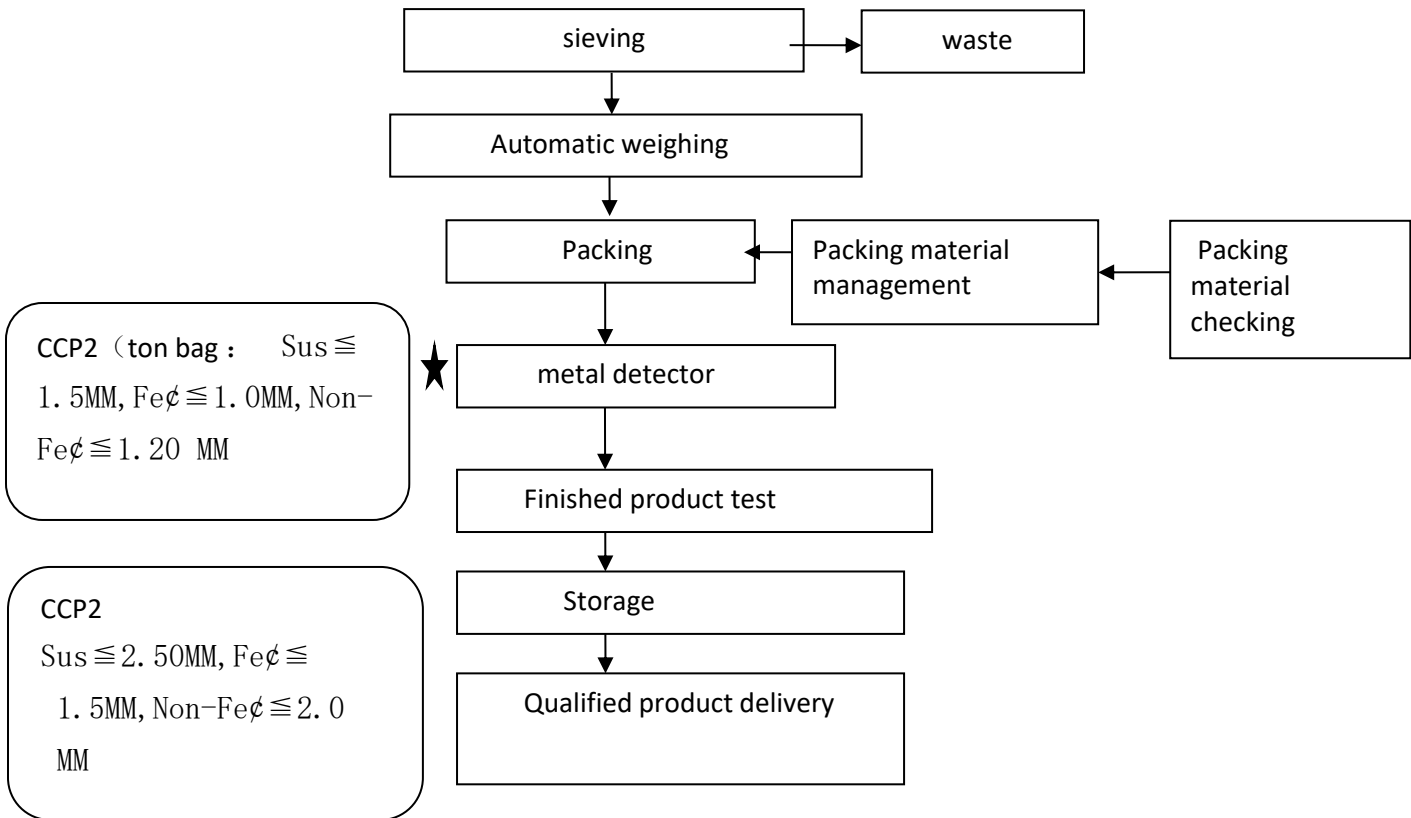 sieving
waste
Automatic weighing
Packing
Packing material
management
Packing
material
checking
CCP2（ton bag： Sus≦
1.5MM,Fe¢≦1.0MM,Non-
Fe¢≦1.20 MM
metal detector
Finished product test
Storage
CCP2
Sus≦2.50MM,Fe¢≦
1.5MM,Non-Fe¢≦2.0
MM
Qualified product delivery